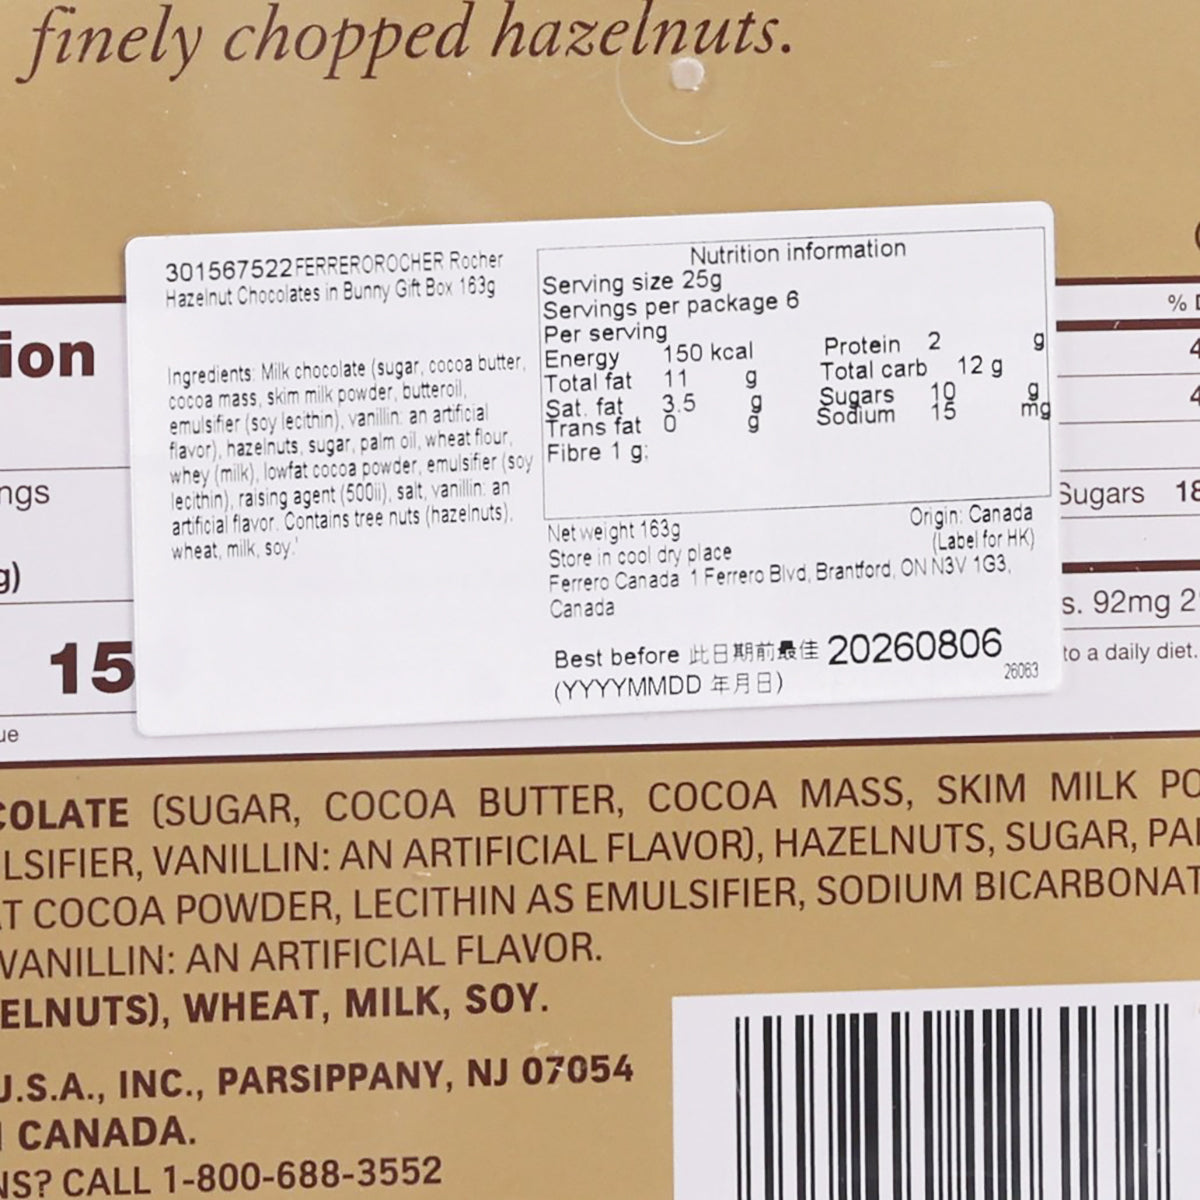 finely chopped hazelnuts.
301567522FERREROROCHER Rocher
Hazelnut Chocolates in Bunny Gift Box 163g
Ingredients: Milk chocolate (sugar, cocoa butter,
cocoa mass, skim milk powder, butteroil,
emulsifier (soy lecithin), vanillin: an artificial
flavor), hazelnuts, sugar, palm oil, wheat flour,
whey (milk), lowfat cocoa powder, emulsifier (soy
lecithin), raising agent (500ii), salt, vanillin: an
artificial flavor. Contains tree nuts (hazelnuts),
wheat, milk, soy.'
Nutrition information
Serving size 25g
Servings per package 6
Per serving
Energy 150 kcal Protein 2 g
Total fat 11 g Total carb 12 g
Sat. fat 3.5 g Sugars 10 g
Trans fat 0 g Sodium 15 mg
Fibre 1 g;
Net weight 163g Origin: Canada
Store in cool dry place (Label for HK)
Ferrero Canada 1 Ferrero Blvd, Brantford, ON N3V 1G3,
Canada
Best before 此日期前最佳 20260806
(YYYYMMDD 年月日) 26063
ion
ngs
g)
15
ue
% D
4
4
Sugars 18
s. 92mg 2
to a daily diet.
COLATE (SUGAR, COCOA BUTTER, COCOA MASS, SKIM MILK PO
LSIFIER, VANILLIN: AN ARTIFICIAL FLAVOR), HAZELNUTS, SUGAR, PAL
AT COCOA POWDER, LECITHIN AS EMULSIFIER, SODIUM BICARBONAT
VANILLIN: AN ARTIFICIAL FLAVOR.
ELNUTS), WHEAT, MILK, SOY.
U.S.A., INC., PARSIPPANY, NJ 07054
N CANADA.
NS? CALL 1-800-688-3552